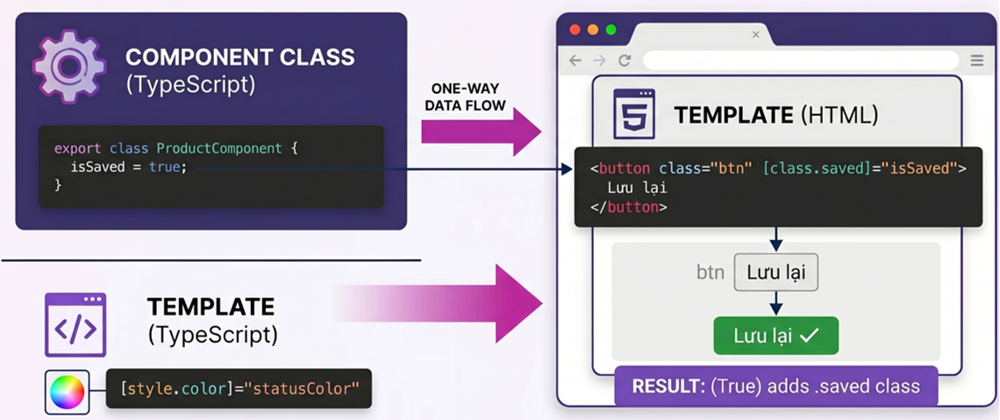 COMPONENT CLASS
(TypeScript)
export class ProductComponent {
isSaved = true;
}
ONE-WAY
DATA FLOW
TEMPLATE
(TypeScript)
</>
[style.color]="statusColor"
×
5
TEMPLATE (HTML)
<button class="btn" [class.saved]="isSaved">
Lưu lại
</button>
btn Lưu lại
Lưu lại ✓
RESULT: (True) adds .saved class